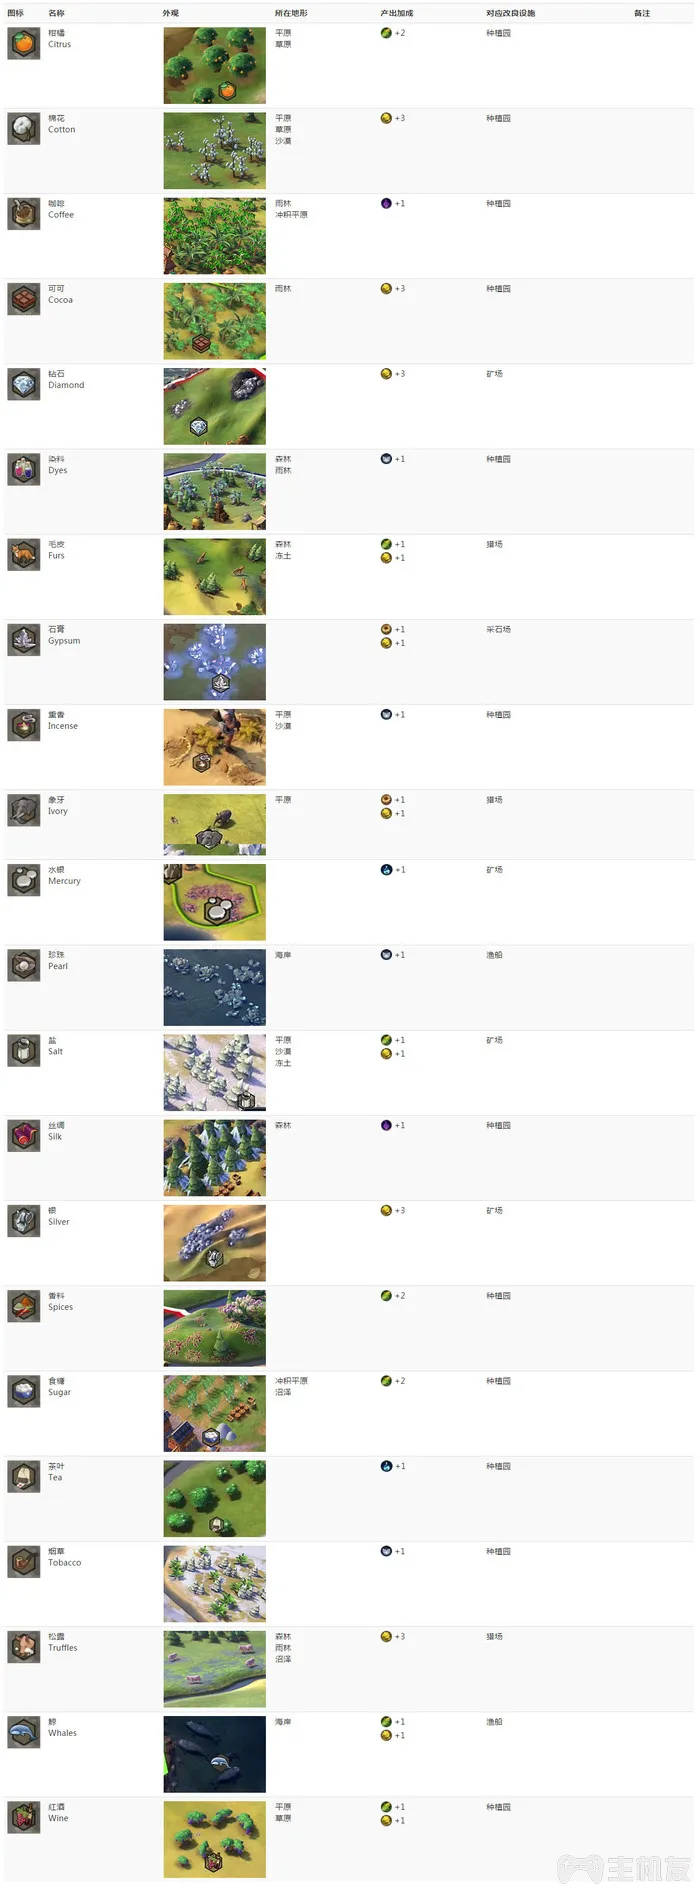 图标 名称 外观 所在地形 产出加成 对应改良设施 备注
柑橘 平原 +2 种植园
Citrus 草原
棉花 平原 +3 种植园
Cotton 草原
沙漠
咖啡 雨林 +1 种植园
Coffee 冲积平原
可可 雨林 +3 种植园
Cocoa
钻石 +3 矿场
Diamond
染料 森林 +1 种植园
Dyes 雨林
毛皮 森林 +1 猎场
Furs 冻土 +1
石膏 +1 采石场
Gypsum +1
熏香 平原 +1 种植园
Incense 沙漠
象牙 平原 +1 猎场
Ivory +1
水银 +1 矿场
Mercury
珍珠 海岸 +1 渔船
Pearl
盐 平原 +1 矿场
Salt 沙漠 +1
冻土
丝绸 森林 +1 种植园
Silk
银 +3 矿场
Silver
香料 +2 种植园
Spices
食糖 冲积平原 +2 种植园
Sugar 沼泽
茶叶 +1 种植园
Tea
烟草 +1 种植园
Tobacco
松露 森林 +3 猎场
Truffles 雨林
沼泽
鲸 海岸 +1 渔船
Whales +1
红酒 平原 +1 种植园
Wine 草原 +1
主机友